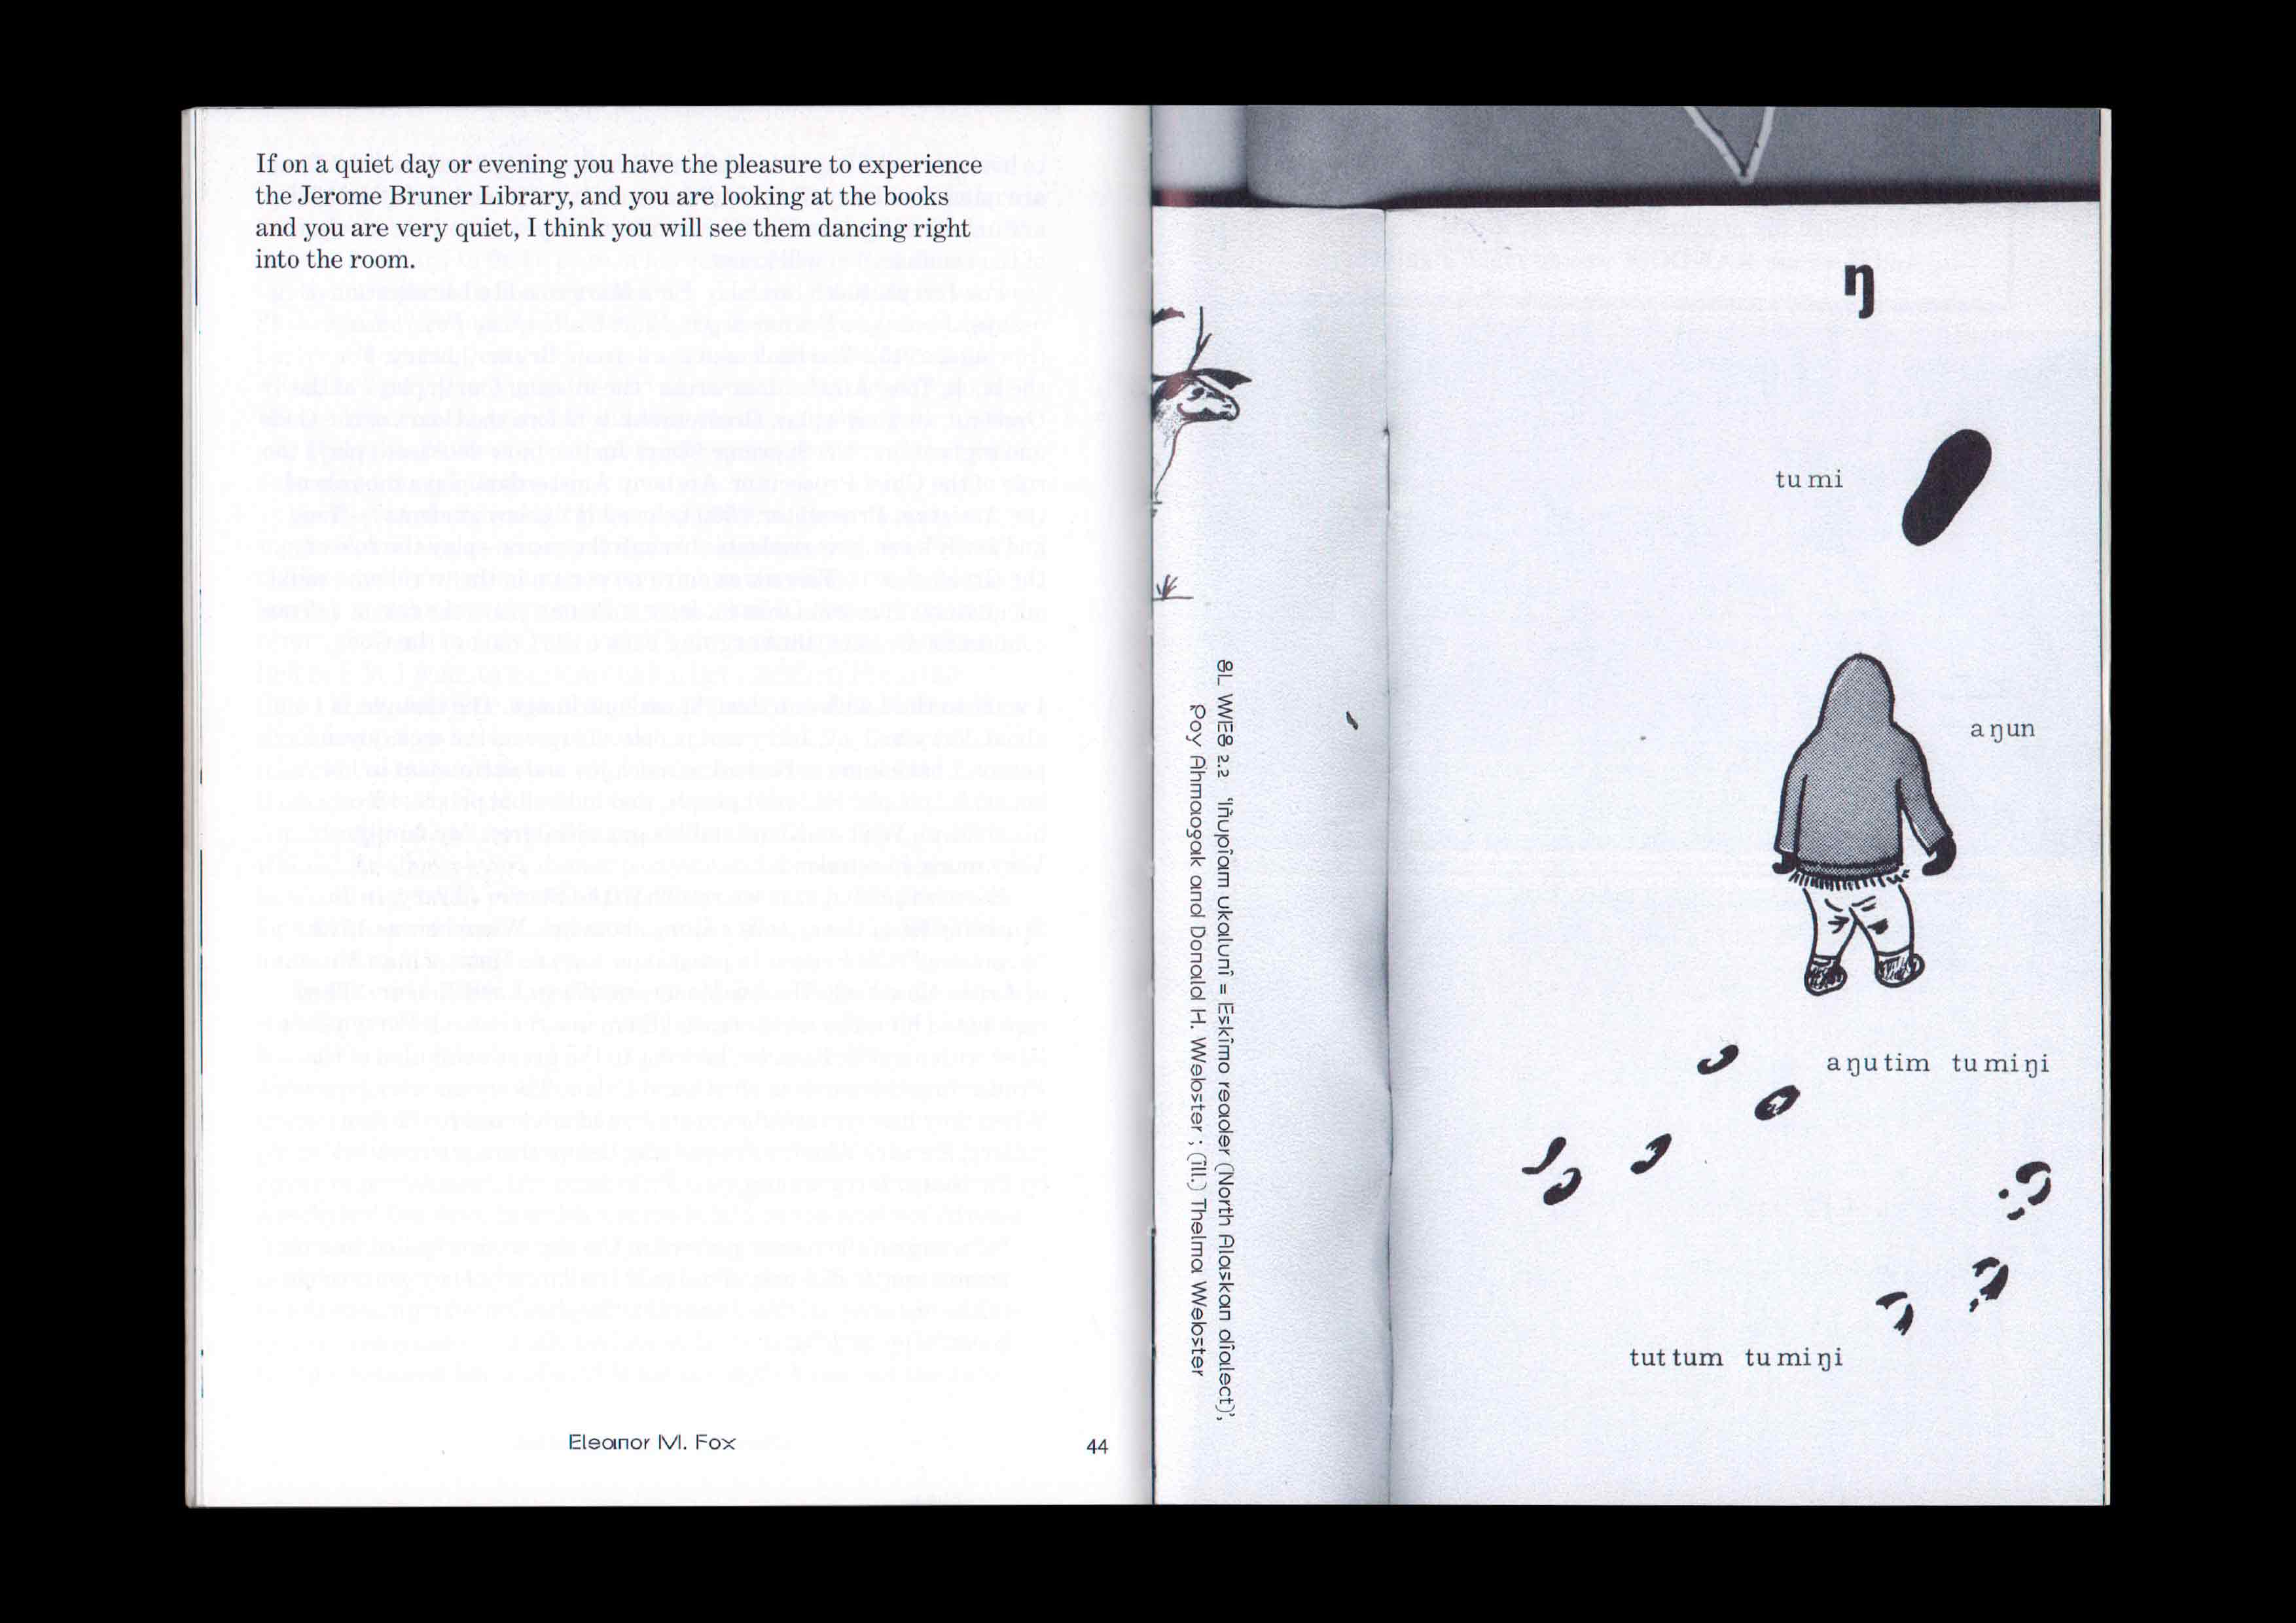 If on a quiet day or evening you have the pleasure to experience
the Jerome Bruner Library, and you are looking at the books
and you are very quiet, I think you will see them dancing right
into the room.
Eleanor M. Fox
44
BL WEB 2.2 'Iñupiam ukaluni = Eskimo reader (North Alaskan dialect)',
Roy Ahmaogak and Donald H. Webster ; (ill.) Thelma Webster
ŋ
tu mi
a ŋun
a ŋu tim tu mi ŋi
tut tum tu mi ŋi